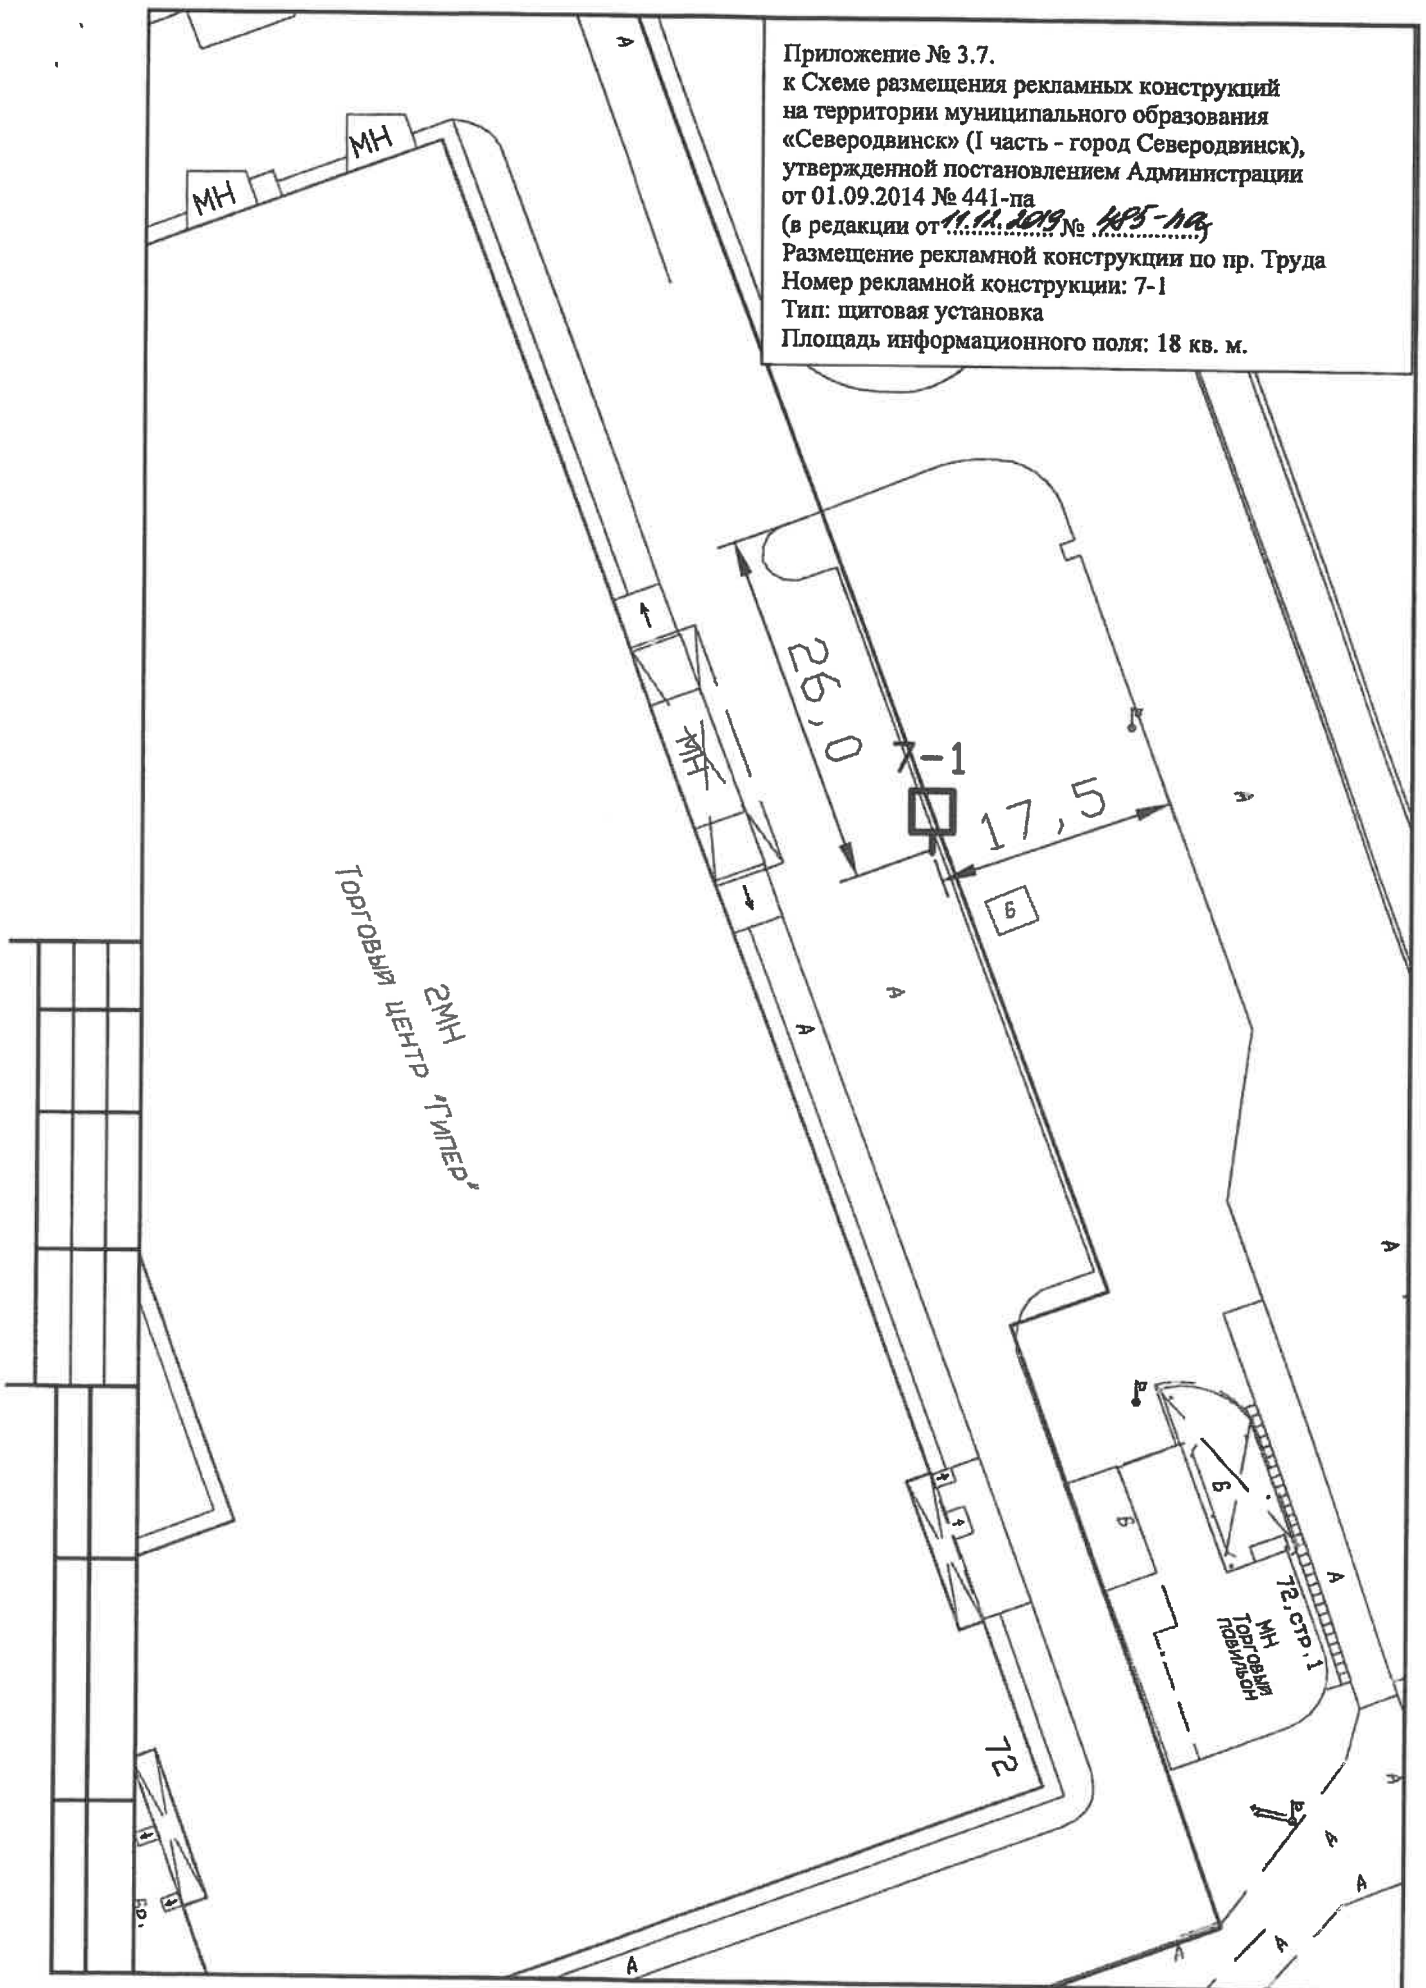 Приложение № 3.7.
к Схеме размещения рекламных конструкций
на территории муниципального образования
«Северодвинск» (I часть - город Северодвинск),
утвержденной постановлением Администрации
от 01.09.2014 № 441-па
(в редакции от 11.12.2019 № 485-па)
Размещение рекламной конструкции по пр. Труда
Номер рекламной конструкции: 7-1
Тип: щитовая установка
Площадь информационного поля: 18 кв. м.
А
МН
МН
26,0
7-1
17,5
МН
А
Б
А
А
2МН
ТОРГОВЫЙ ЦЕНТР "ГИПЕР"
А
Б
Б
А
72,СТР.1
МН
ТОРГОВЫЙ
ПАВИЛЬОН
72
А
А
А
А
А
А